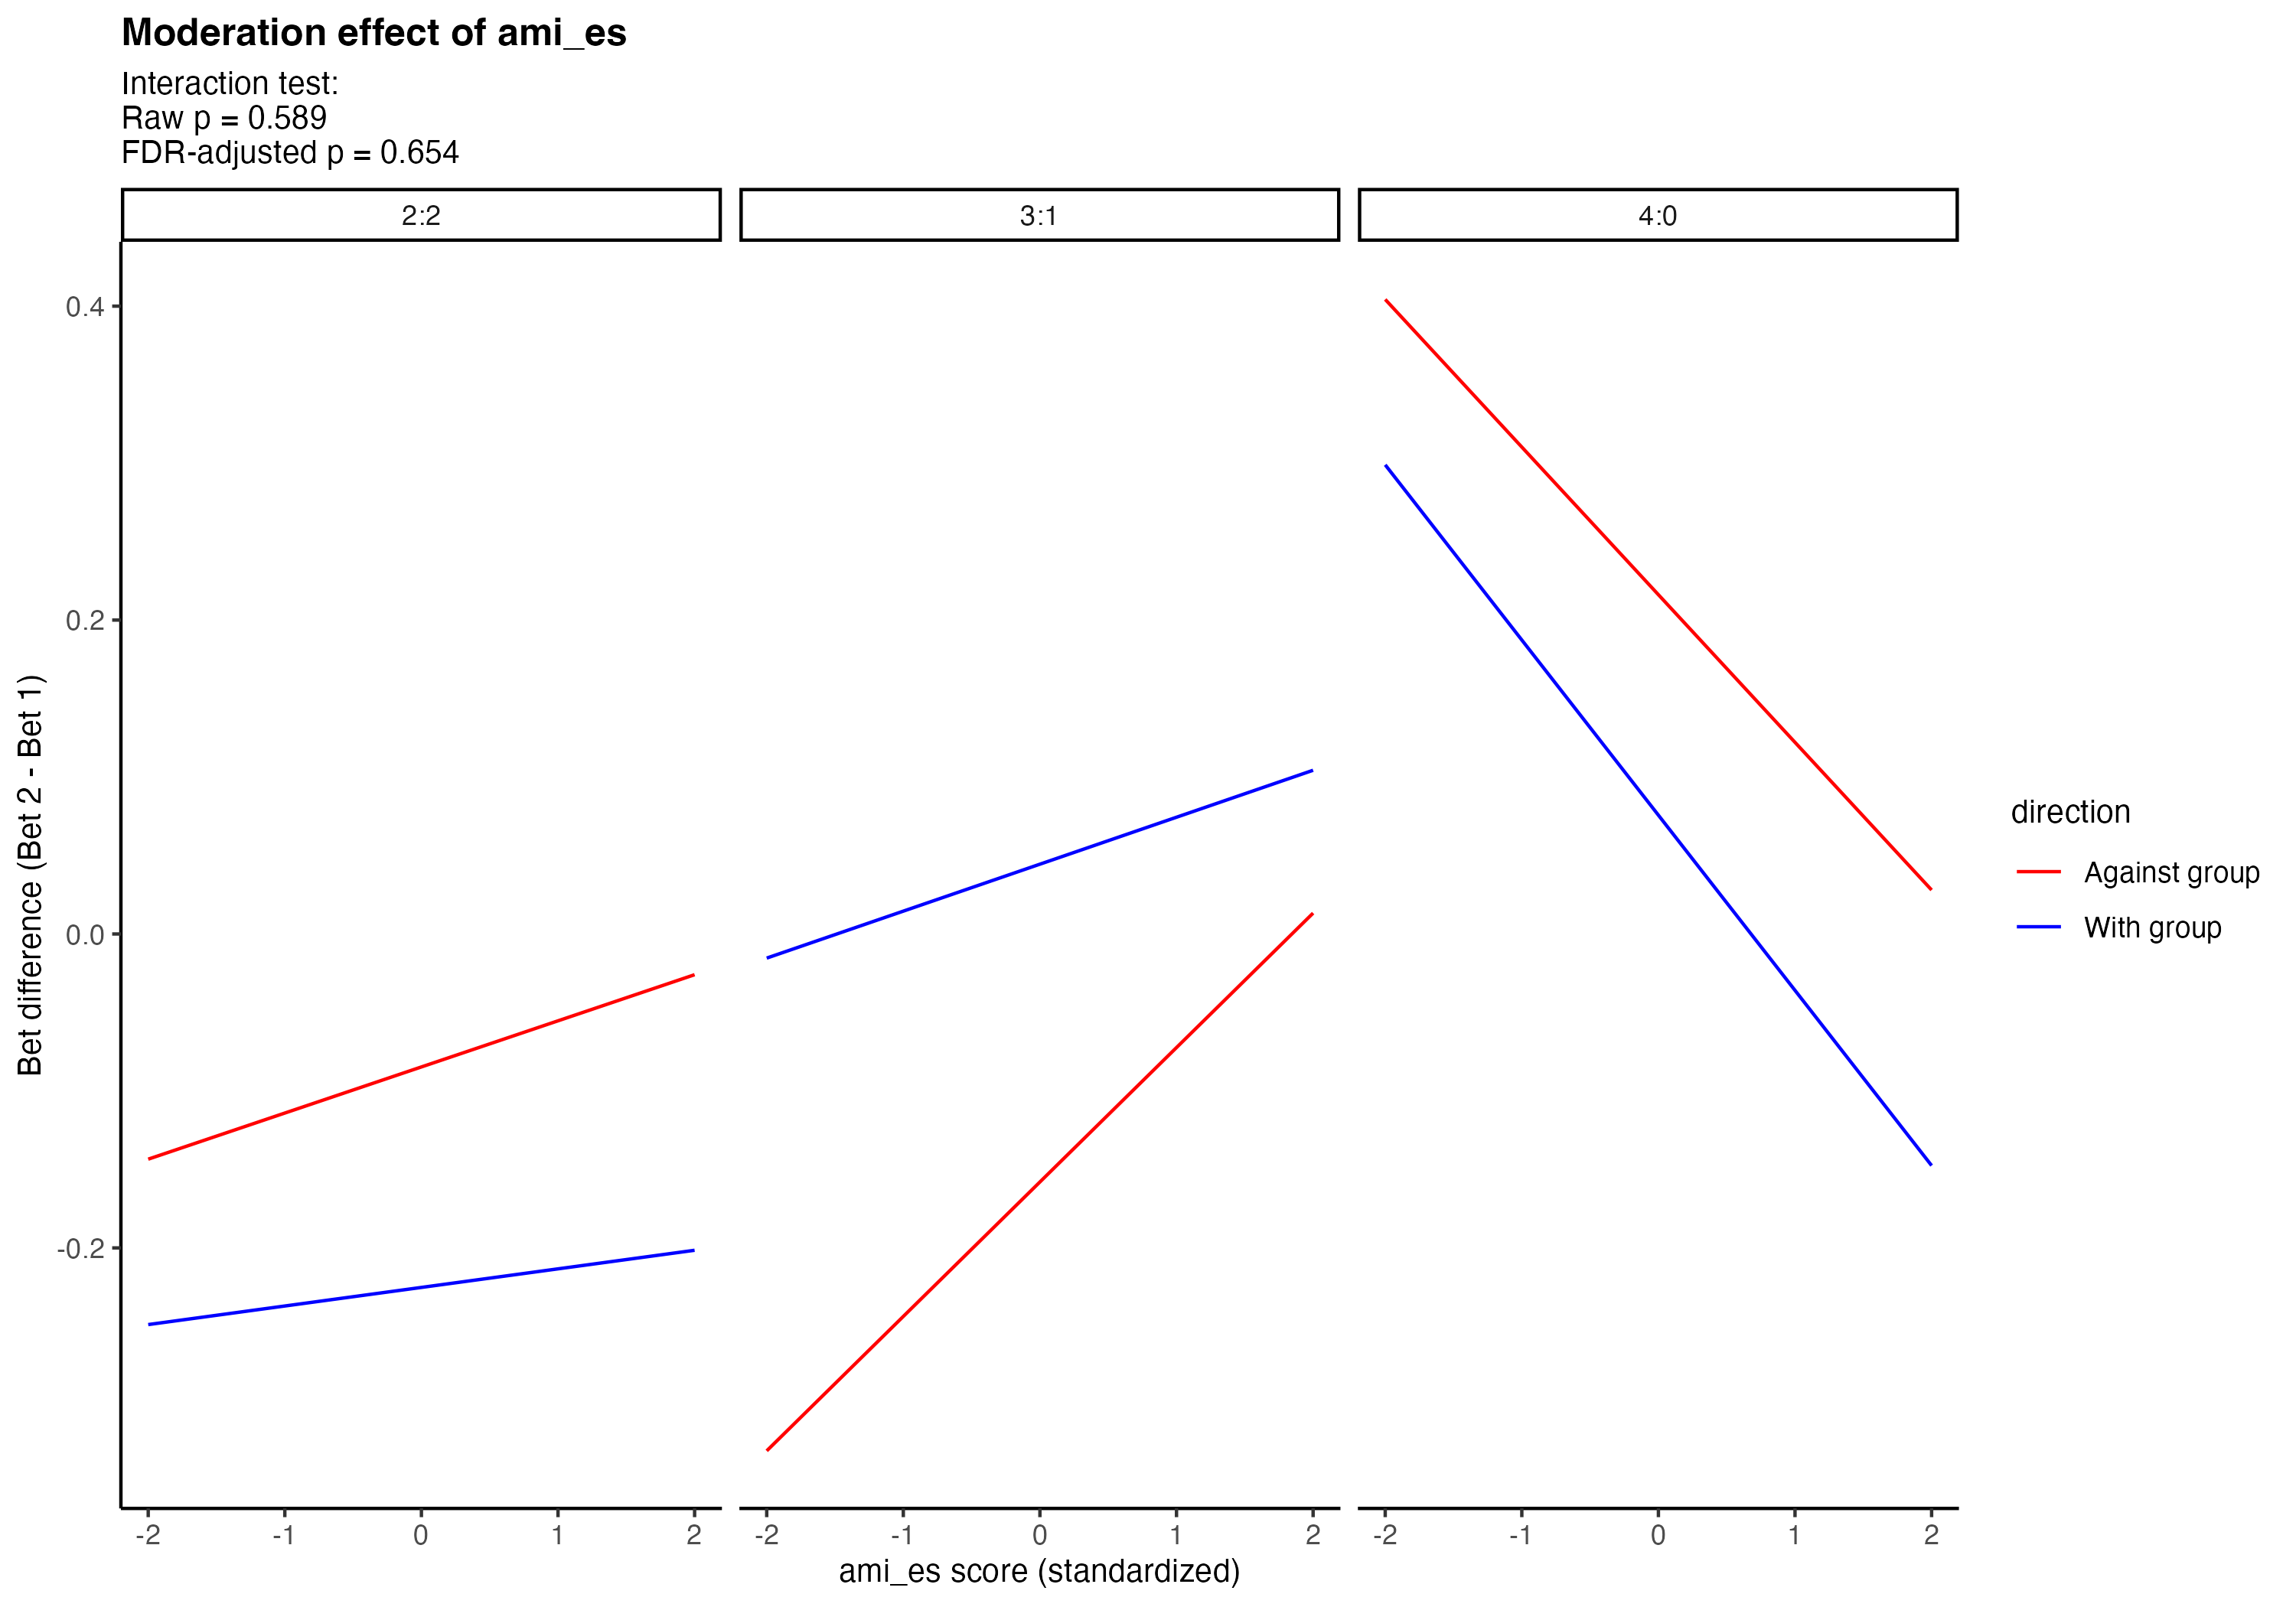 Moderation effect of ami_es
Interaction test:
Raw p = 0.589
FDR-adjusted p = 0.654
2:2
3:1
4:0
0.4
0.2
0.0
-0.2
Bet difference (Bet 2 - Bet 1)
-2 -1 0 1 2
-2 -1 0 1 2
-2 -1 0 1 2
ami_es score (standardized)
direction
Against group
With group